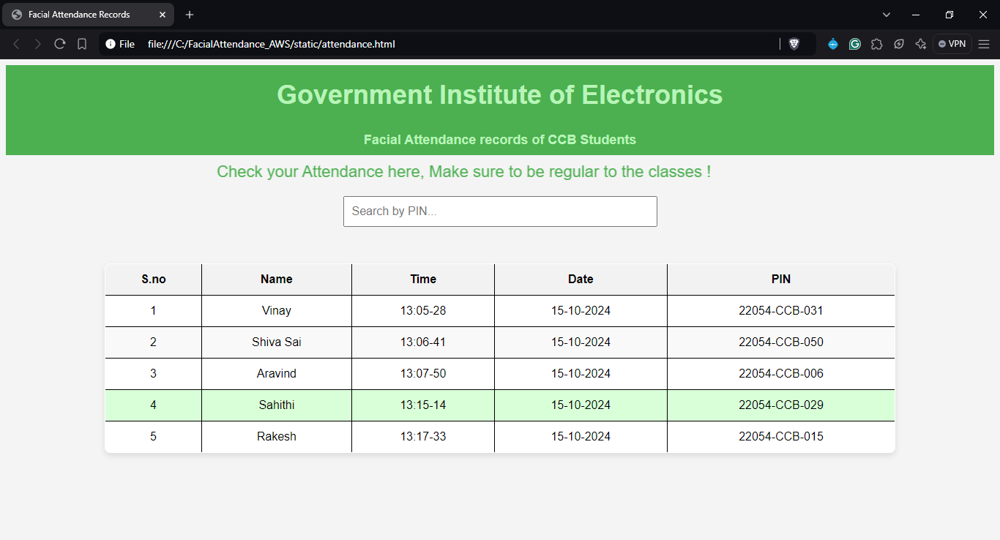 Facial Attendance Records
File file:///C:/FacialAttendance_AWS/static/attendance.html VPN
Government Institute of Electronics
Facial Attendance records of CCB Students
Check your Attendance here, Make sure to be regular to the classes !
Search by PIN...
S.no Name Time Date PIN
1 Vinay 13:05-28 15-10-2024 22054-CCB-031
2 Shiva Sai 13:06-41 15-10-2024 22054-CCB-050
3 Aravind 13:07-50 15-10-2024 22054-CCB-006
4 Sahithi 13:15-14 15-10-2024 22054-CCB-029
5 Rakesh 13:17-33 15-10-2024 22054-CCB-015